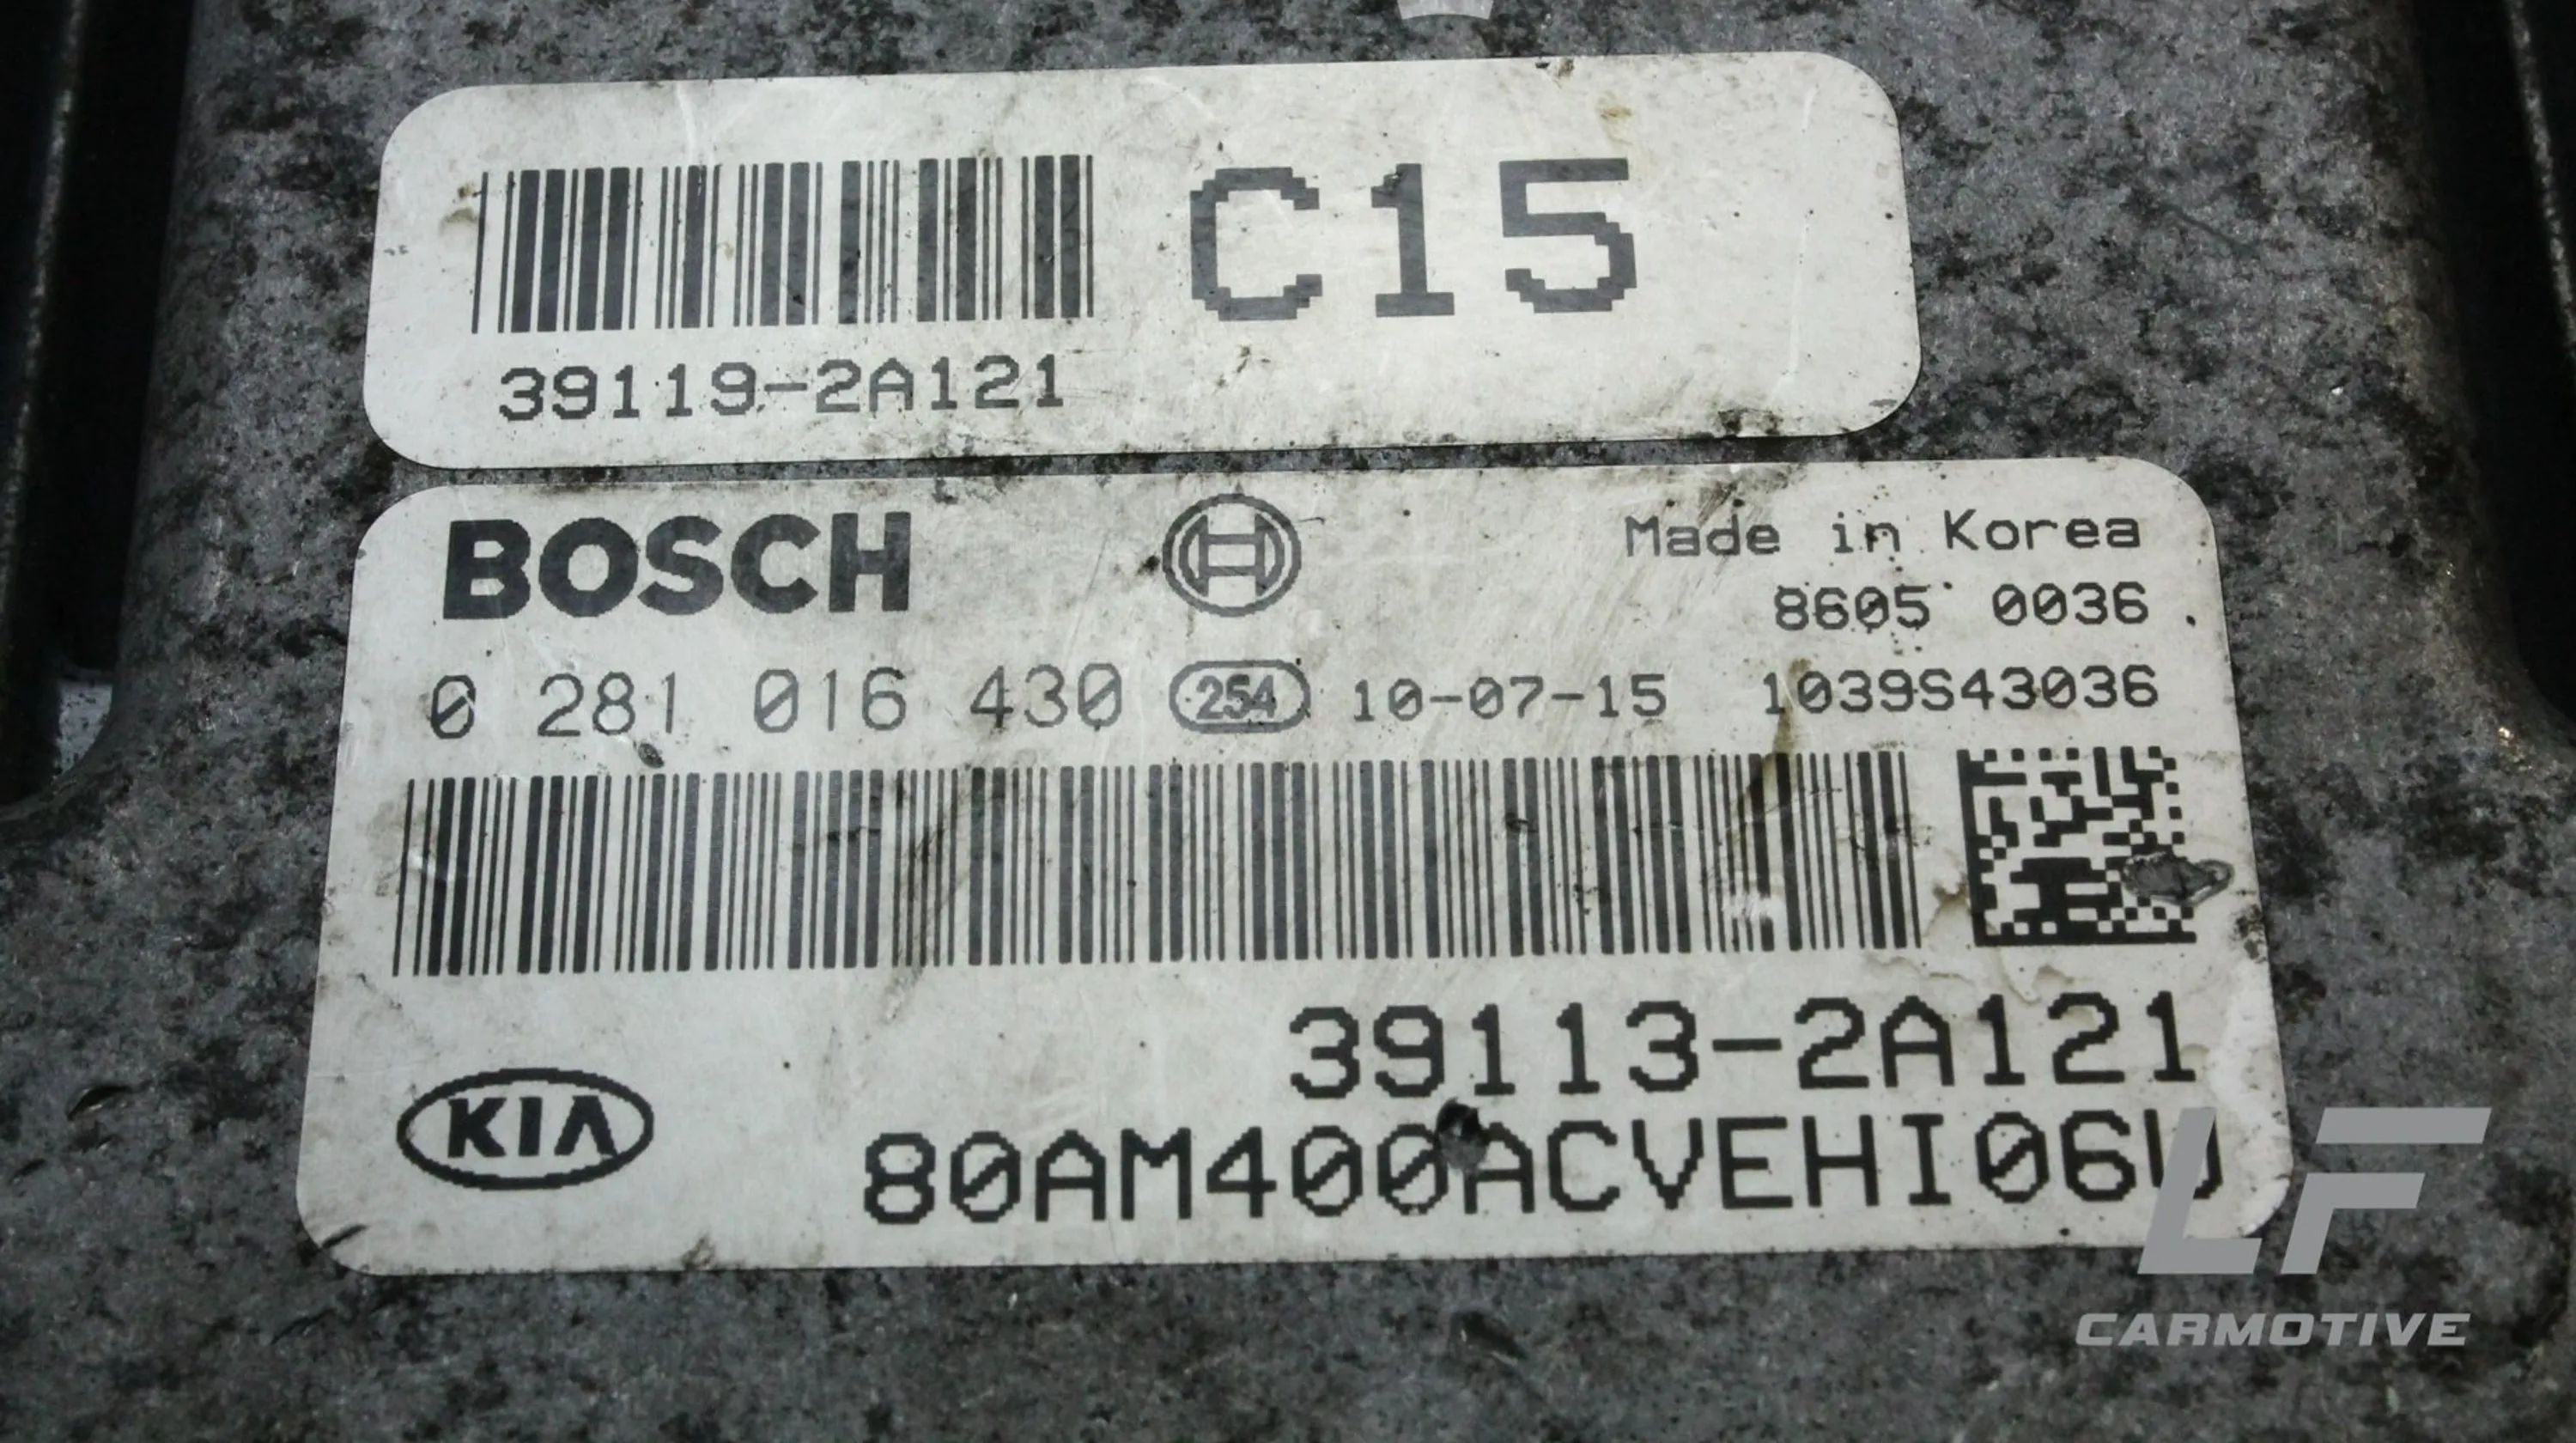 C15
39119-2A121
BOSCH
Made in Korea
8605 0036
0 281 016 430 254 10-07-15 1039S43036
39113-2A121
KIA
80AM400ACVEHI06U
LF
CARMOTIVE